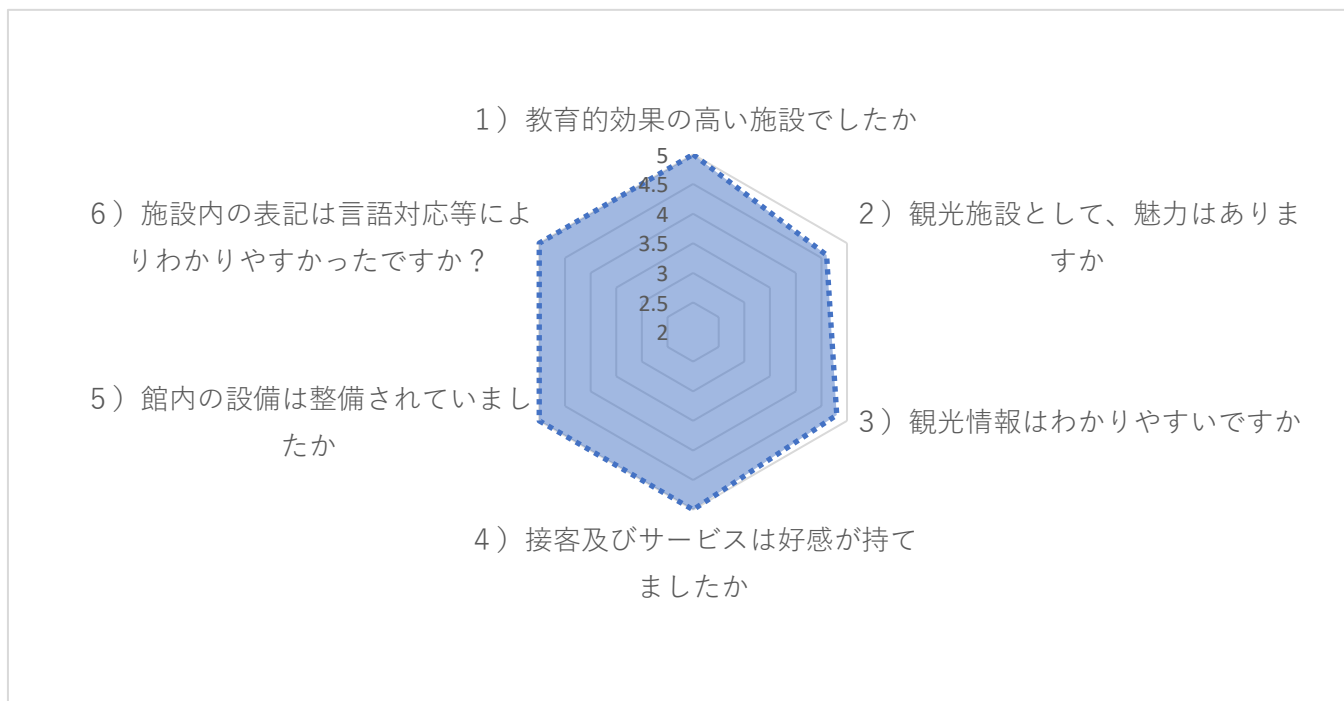 1）教育的効果の高い施設でしたか
5
4.5
4
3.5
3
2.5
2
2）観光施設として、魅力はありま
すか
3）観光情報はわかりやすいですか
4）接客及びサービスは好感が持て
ましたか
5）館内の設備は整備されていまし
たか
6）施設内の表記は言語対応等によ
りわかりやすかったですか？